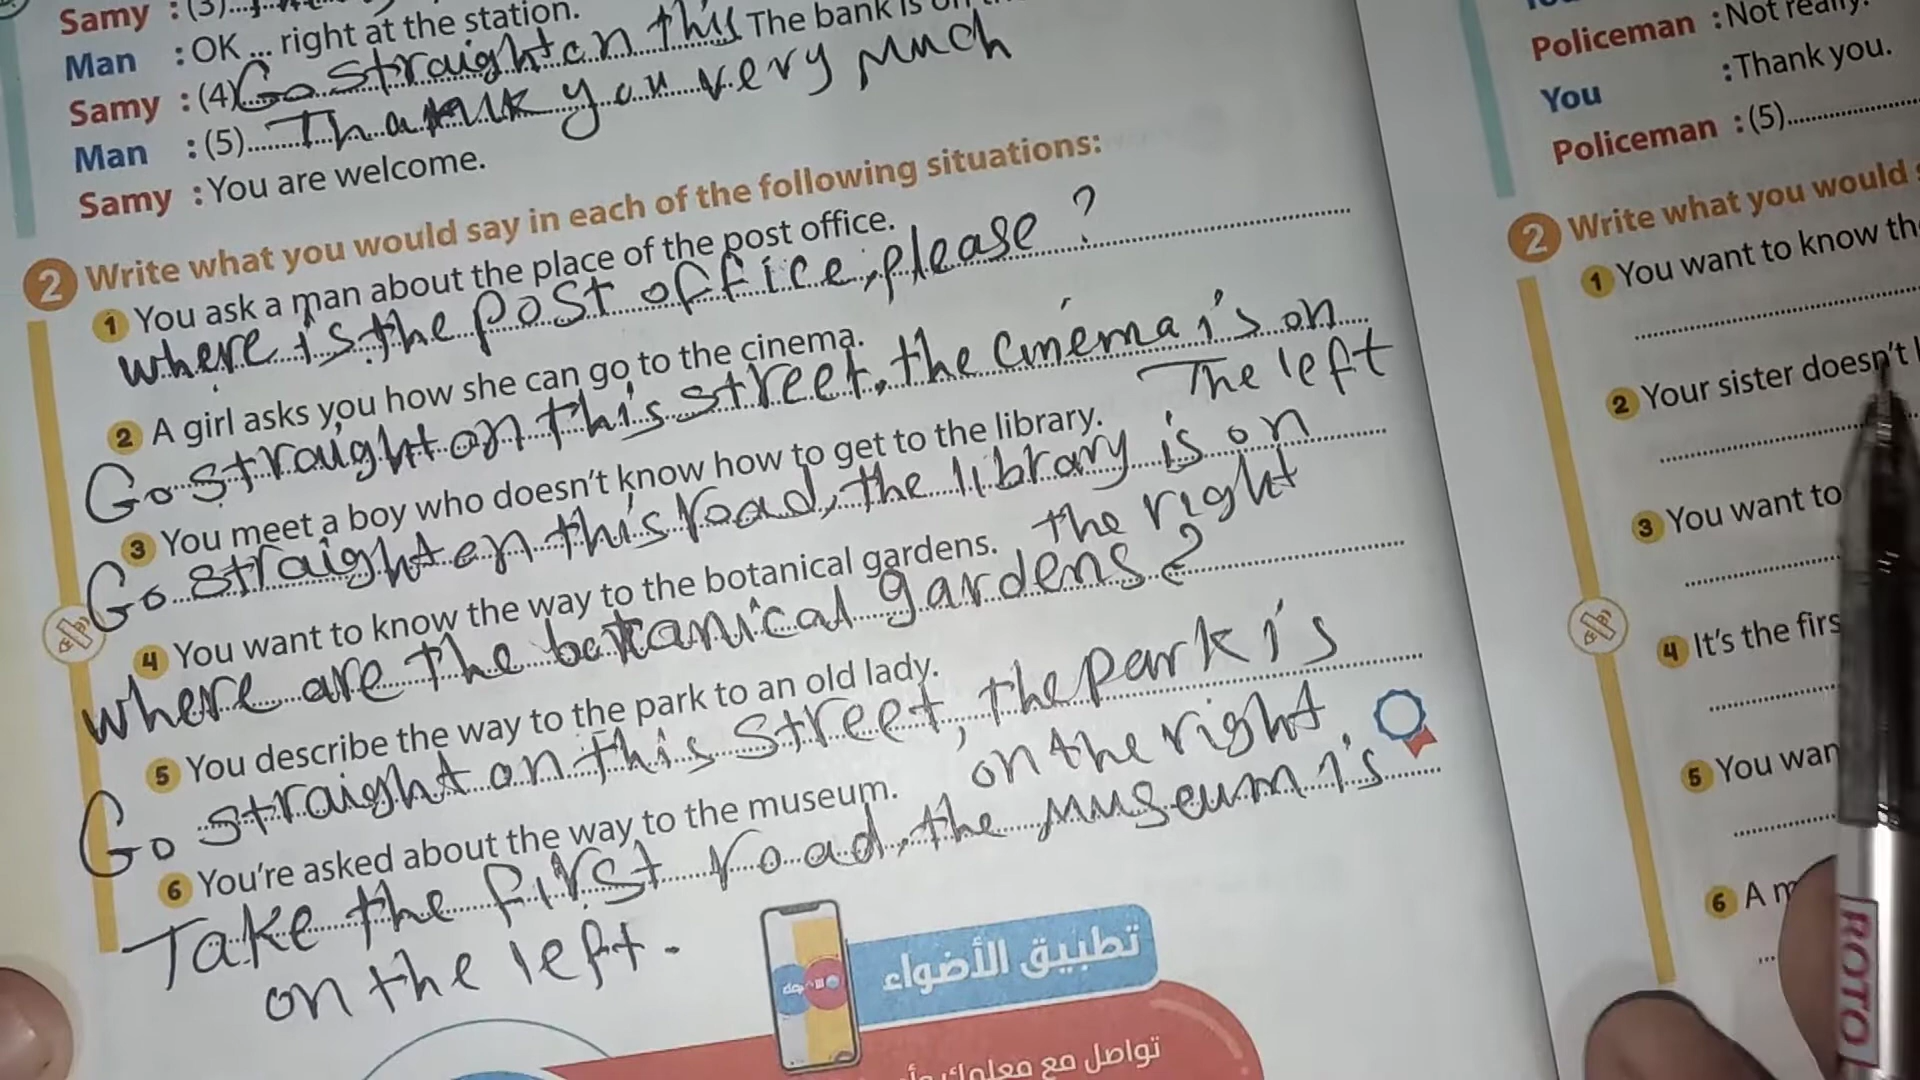 Samy : (3)
Man : OK ... right at the station.
Samy : (4) Go straight on this The bank is on
Man : (5) Thank you very much
Samy : You are welcome.
2 Write what you would say in each of the following situations:
1 You ask a man about the place of the post office.
where is the post office, please ?
2 A girl asks you how she can go to the cinema.
Go straight on this street, the cinema is on
The left
3 You meet a boy who doesn't know how to get to the library.
Go straight on this road, the library is on
the right
4 You want to know the way to the botanical gardens.
where are the botanical gardens ?
5 You describe the way to the park to an old lady.
Go straight on this street, the park is
on the right
6 You're asked about the way to the museum.
Take the first road, the Museum is
on the left.
تطبيق الأضواء
تواصل مع معلمك
Policeman : Not really.
You : Thank you.
Policeman : (5)
2 Write what you would
1 You want to know
2 Your sister doesn't
3 You want to
4 It's the
5 You
6 A
ROTO